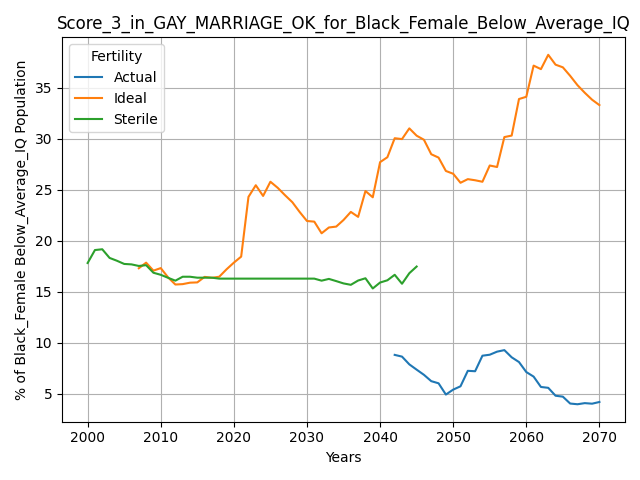 Score_3_in_GAY_MARRIAGE_OK_for_Black_Female_Below_Average_IQ
% of Black_Female Below_Average_IQ Population
Fertility
Actual
Ideal
Sterile
35
30
25
20
15
10
5
2000 2010 2020 2030 2040 2050 2060 2070
Years